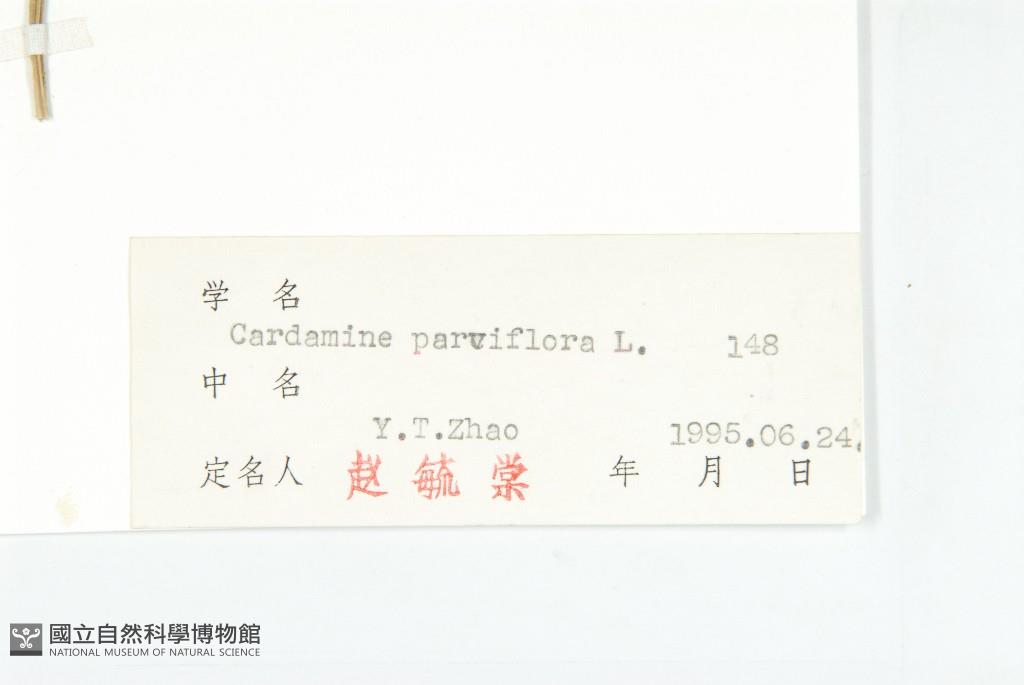 学 名
Cardamine parviflora L. 148
中 名
Y.T.Zhao 1995.06.24.
定名人 赵毓棠 年 月 日
國立自然科學博物館
NATIONAL MUSEUM OF NATURAL SCIENCE